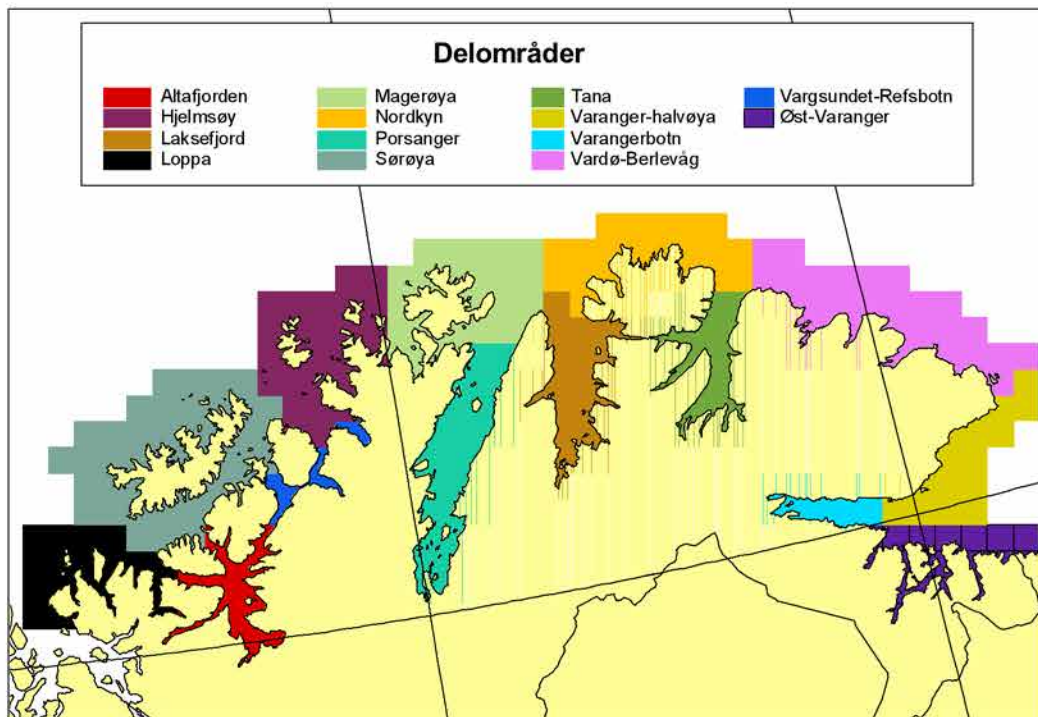 Delområder
Altafjorden
Hjelmsøy
Laksefjord
Loppa
Magerøya
Nordkyn
Porsanger
Sørøya
Tana
Varanger-halvøya
Varangerbotn
Vardø-Berlevåg
Vargsundet-Refsbotn
Øst-Varanger